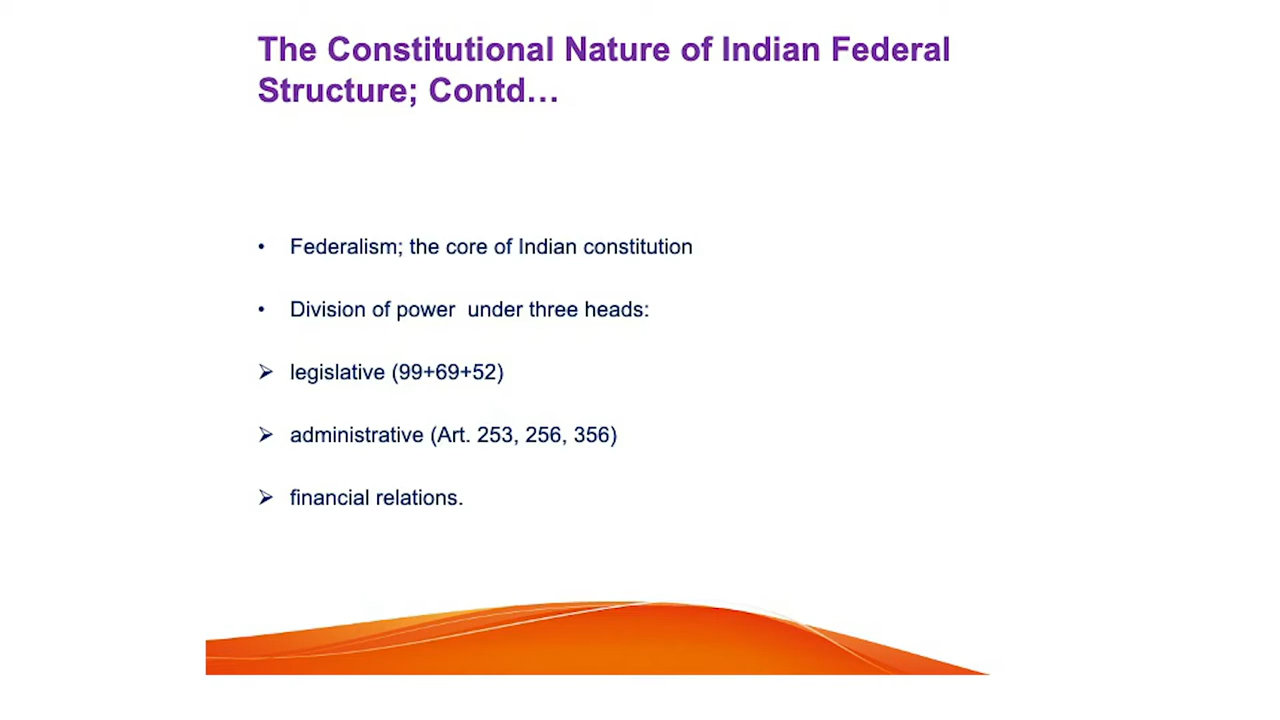 The Constitutional Nature of Indian Federal
Structure; Contd…
• Federalism; the core of Indian constitution
• Division of power  under three heads:
➢ legislative (99+69+52)
➢ administrative (Art. 253, 256, 356)
➢ financial relations.